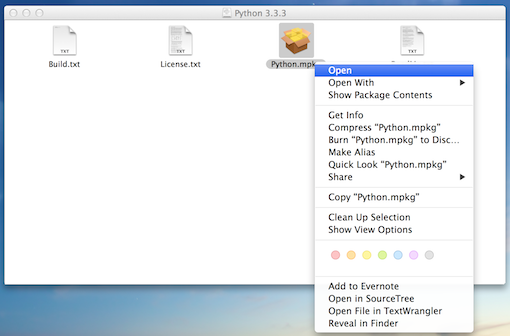 Python 3.3.3
TXT
TXT
TXT
Build.txt
License.txt
Open
Open With
Show Package Contents
Get Info
Compress “Python.mpkg”
Burn “Python.mpkg” to Disc...
Make Alias
Quick Look “Python.mpkg”
Share
Copy “Python.mpkg”
Clean Up Selection
Show View Options
Add to Evernote
Open in SourceTree
Open File in TextWrangler
Reveal in Finder